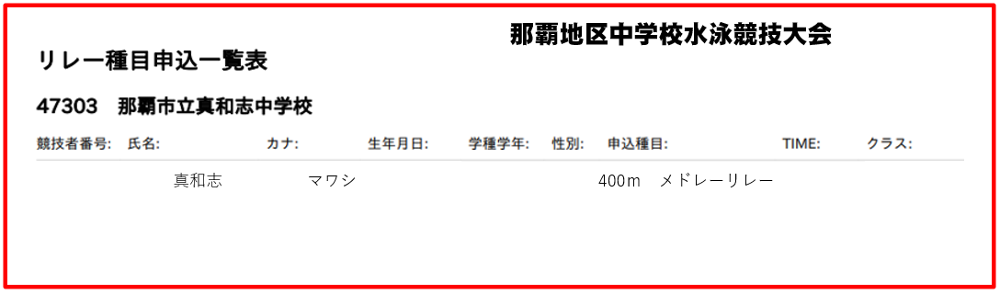 那覇地区中学校水泳競技大会
リレー種目申込一覧表
47303　那覇市立真和志中学校
競技者番号: 氏名: カナ: 生年月日: 学種学年: 性別: 申込種目: TIME: クラス:
真和志 マワシ 400m　メドレーリレー